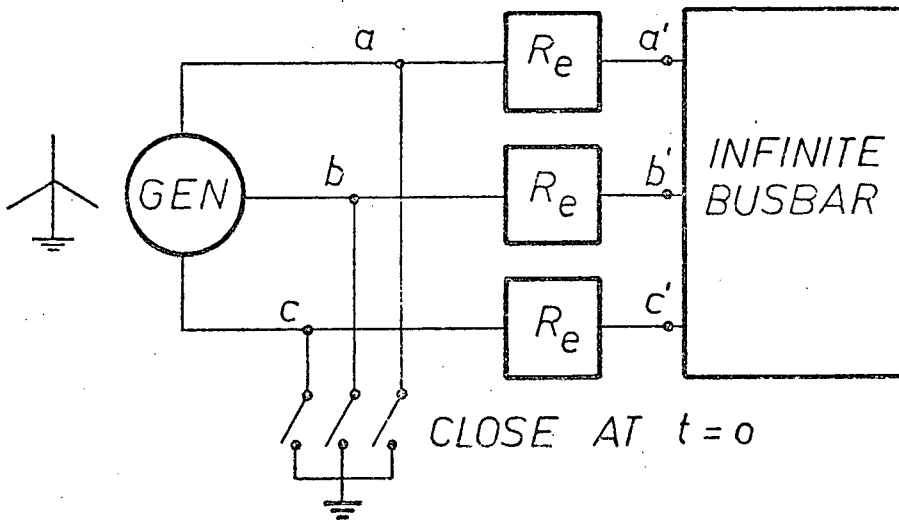 a
R_e
a'
GEN
b
R_e
b'
INFINITE
BUSBAR
c
R_e
c'
CLOSE AT t = o